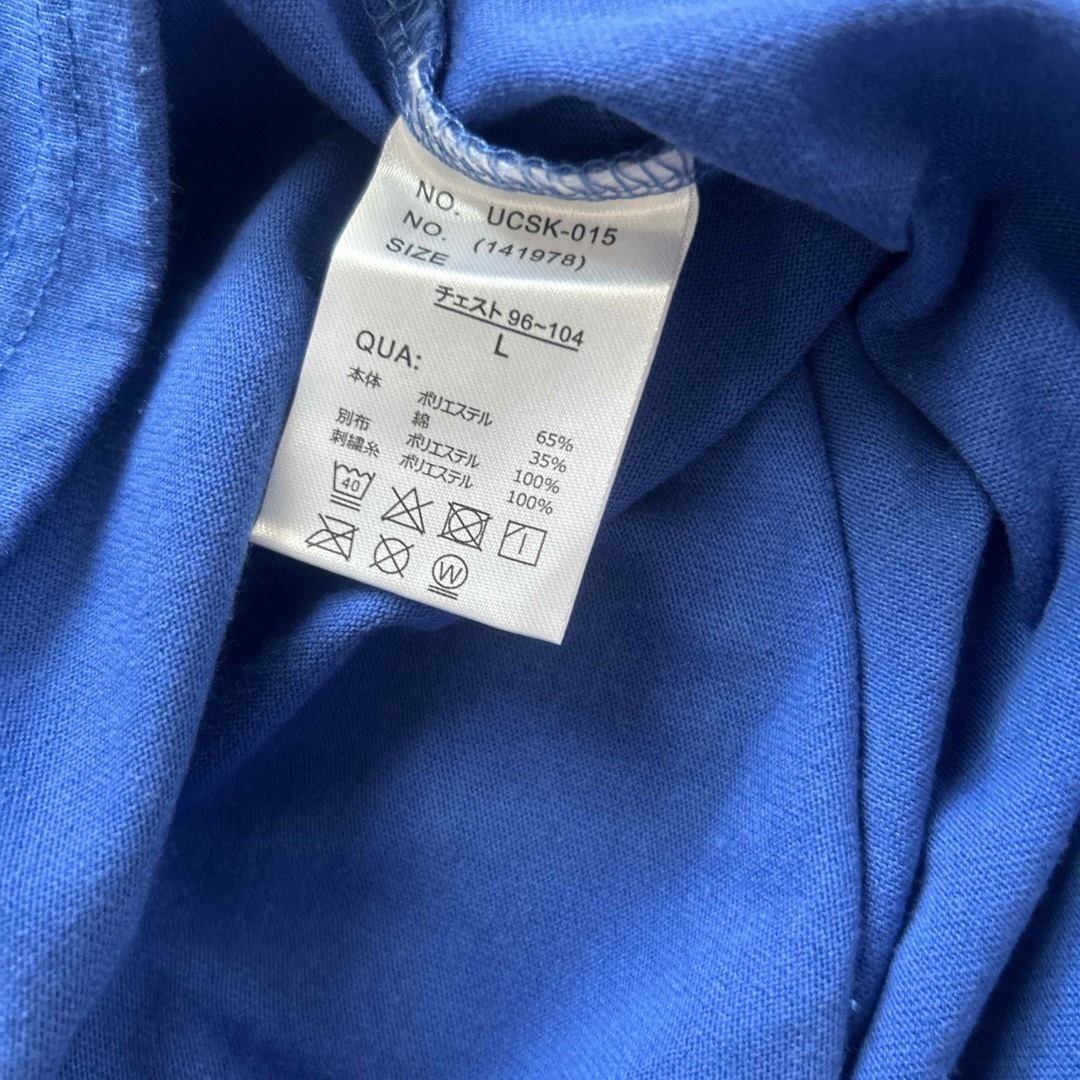 NO. UCSK-015
NO. (141978)
SIZE
チェスト 96~104
L
QUA:
本体 ポリエステル 65%
綿 35%
別布 ポリエステル 100%
刺繍糸 ポリエステル 100%
40
W